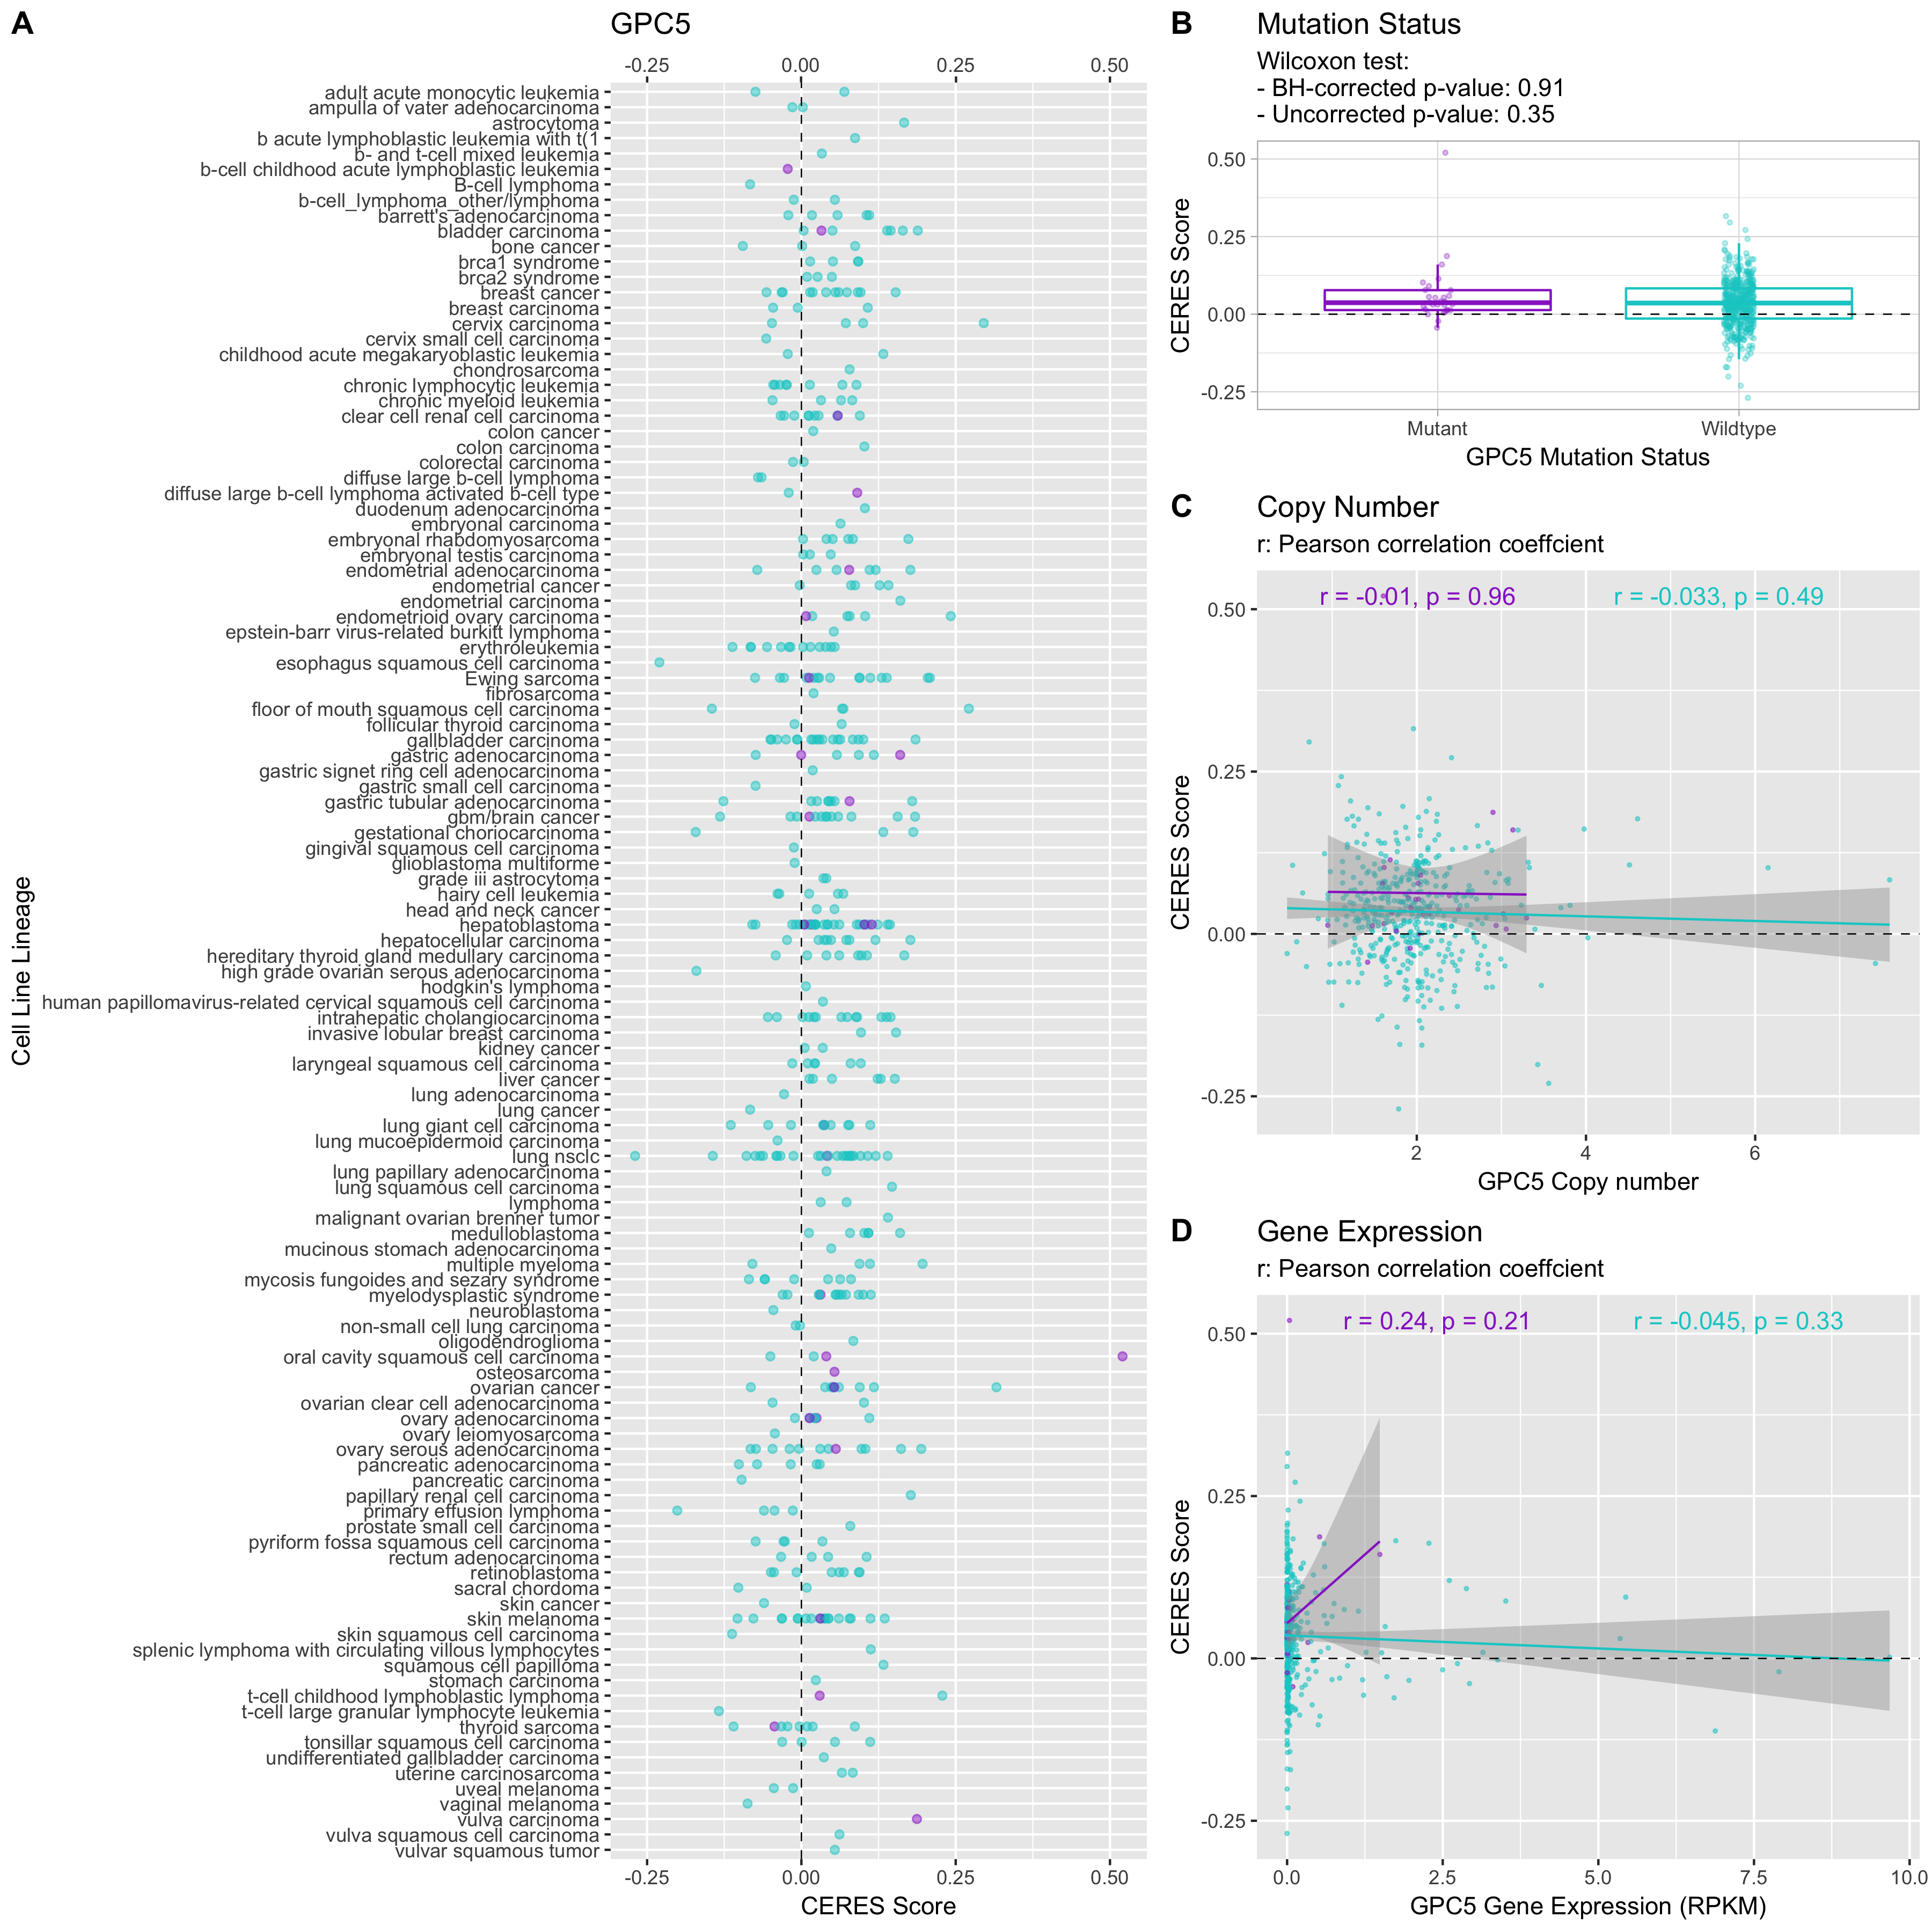 A
GPC5
-0.25 0.00 0.25 0.50
Cell Line Lineage
adult acute monocytic leukemia
ampulla of vater adenocarcinoma
astrocytoma
b acute lymphoblastic leukemia with t(1
b- and t-cell mixed leukemia
b-cell childhood acute lymphoblastic leukemia
B-cell lymphoma
b-cell_lymphoma_other/lymphoma
barrett's adenocarcinoma
bladder carcinoma
bone cancer
brca1 syndrome
brca2 syndrome
breast cancer
breast carcinoma
cervix carcinoma
cervix small cell carcinoma
childhood acute megakaryoblastic leukemia
chondrosarcoma
chronic lymphocytic leukemia
chronic myeloid leukemia
clear cell renal cell carcinoma
colon cancer
colon carcinoma
colorectal carcinoma
diffuse large b-cell lymphoma
diffuse large b-cell lymphoma activated b-cell type
duodenum adenocarcinoma
embryonal carcinoma
embryonal rhabdomyosarcoma
embryonal testis carcinoma
endometrial adenocarcinoma
endometrial cancer
endometrial carcinoma
endometrioid ovary carcinoma
epstein-barr virus-related burkitt lymphoma
erythroleukemia
esophagus squamous cell carcinoma
Ewing sarcoma
fibrosarcoma
floor of mouth squamous cell carcinoma
follicular thyroid carcinoma
gallbladder carcinoma
gastric adenocarcinoma
gastric signet ring cell adenocarcinoma
gastric small cell carcinoma
gastric tubular adenocarcinoma
gbm/brain cancer
gestational choriocarcinoma
gingival squamous cell carcinoma
glioblastoma multiforme
grade iii astrocytoma
hairy cell leukemia
head and neck cancer
hepatoblastoma
hepatocellular carcinoma
hereditary thyroid gland medullary carcinoma
high grade ovarian serous adenocarcinoma
hodgkin's lymphoma
human papillomavirus-related cervical squamous cell carcinoma
intrahepatic cholangiocarcinoma
invasive lobular breast carcinoma
kidney cancer
laryngeal squamous cell carcinoma
liver cancer
lung adenocarcinoma
lung cancer
lung giant cell carcinoma
lung mucoepidermoid carcinoma
lung nsclc
lung papillary adenocarcinoma
lung squamous cell carcinoma
lymphoma
malignant ovarian brenner tumor
medulloblastoma
mucinous stomach adenocarcinoma
multiple myeloma
mycosis fungoides and sezary syndrome
myelodysplastic syndrome
neuroblastoma
non-small cell lung carcinoma
oligodendroglioma
oral cavity squamous cell carcinoma
osteosarcoma
ovarian cancer
ovarian clear cell adenocarcinoma
ovary adenocarcinoma
ovary leiomyosarcoma
ovary serous adenocarcinoma
pancreatic adenocarcinoma
pancreatic carcinoma
papillary renal cell carcinoma
primary effusion lymphoma
prostate small cell carcinoma
pyriform fossa squamous cell carcinoma
rectum adenocarcinoma
retinoblastoma
sacral chordoma
skin cancer
skin melanoma
skin squamous cell carcinoma
splenic lymphoma with circulating villous lymphocytes
squamous cell papilloma
stomach carcinoma
t-cell childhood lymphoblastic lymphoma
t-cell large granular lymphocyte leukemia
thyroid sarcoma
tonsillar squamous cell carcinoma
undifferentiated gallbladder carcinoma
uterine carcinosarcoma
uveal melanoma
vaginal melanoma
vulva carcinoma
vulva squamous cell carcinoma
vulvar squamous tumor
-0.25 0.00 0.25 0.50
CERES Score
B
Mutation Status
Wilcoxon test:
- BH-corrected p-value: 0.91
- Uncorrected p-value: 0.35
CERES Score
0.50
0.25
0.00
-0.25
Mutant Wildtype
GPC5 Mutation Status
C
Copy Number
r: Pearson correlation coeffcient
r = -0.01, p = 0.96 r = -0.033, p = 0.49
CERES Score
0.50
0.25
0.00
-0.25
2 4 6
GPC5 Copy number
D
Gene Expression
r: Pearson correlation coeffcient
r = 0.24, p = 0.21 r = -0.045, p = 0.33
CERES Score
0.50
0.25
0.00
-0.25
0.0 2.5 5.0 7.5 10.0
GPC5 Gene Expression (RPKM)